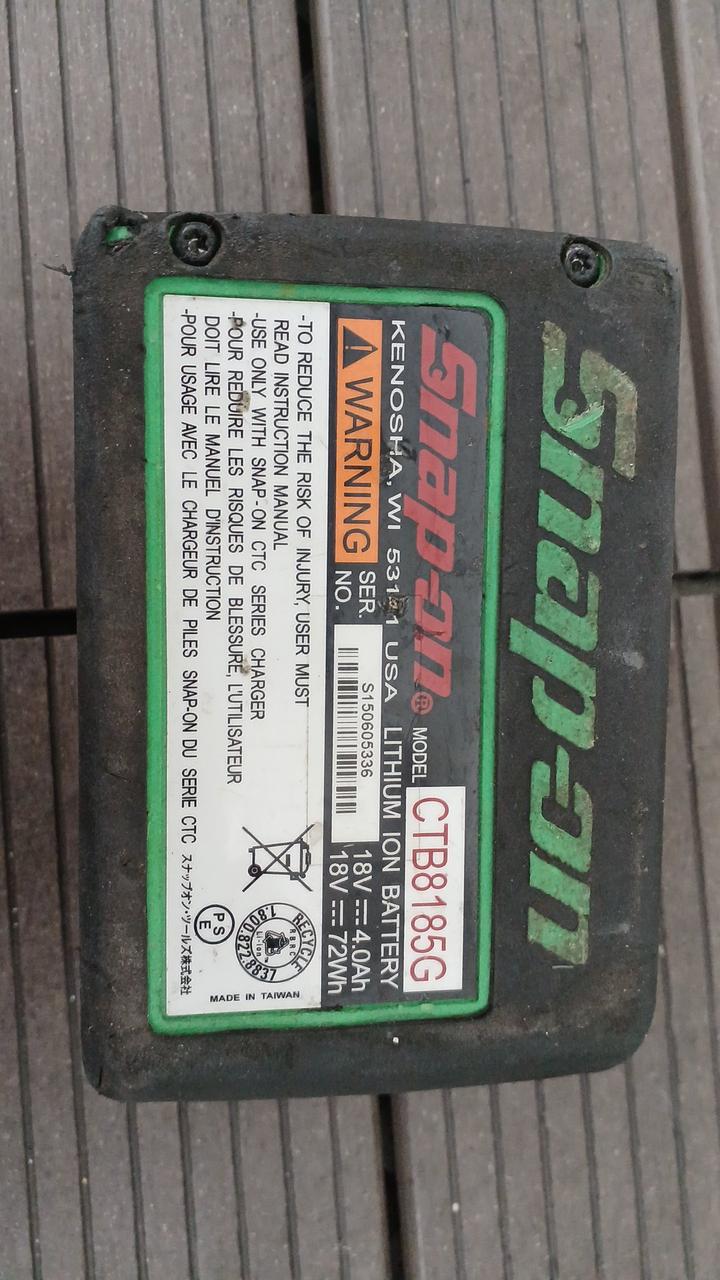 Snap-on
Snap-on® MODEL CTB8185G
KENOSHA, WI 53141 USA LITHIUM ION BATTERY
WARNING SER. NO. S150605336 18V 4.0Ah
18V 72Wh
-TO REDUCE THE RISK OF INJURY, USER MUST
READ INSTRUCTION MANUAL
-USE ONLY WITH SNAP-ON CTC SERIES CHARGER
-POUR REDUIRE LES RISQUES DE BLESSURE, L'UTILISATEUR
DOIT LIRE LE MANUEL D'INSTRUCTION
-POUR USAGE AVEC LE CHARGEUR DE PILES SNAP-ON DU SERIE CTC スナップオン・ツールズ株式会社
RECYCLE
RBRC
Li-ion
1.800.822.8837
PS
E
MADE IN TAIWAN